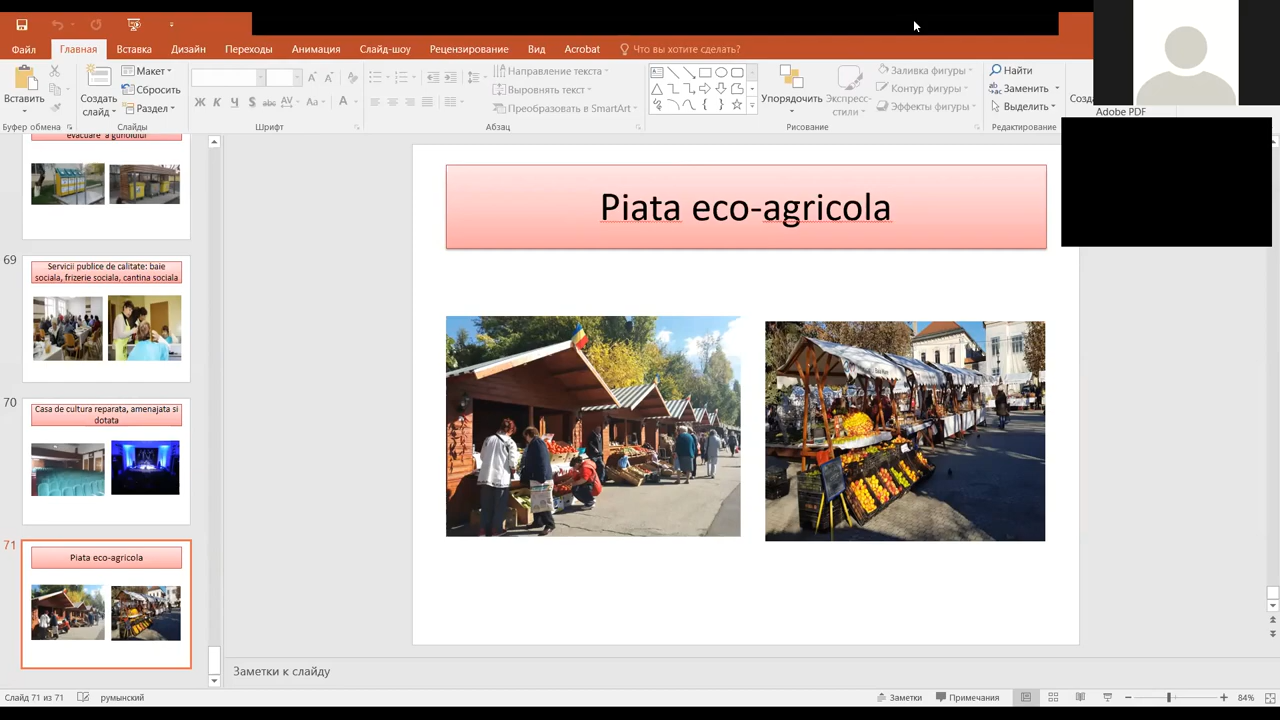 Файл
Главная
Вставка
Дизайн
Переходы
Анимация
Слайд-шоу
Рецензирование
Вид
Acrobat
Что вы хотите сделать?
Вставить
Буфер обмена
Создать
слайд
Макет
Сбросить
Раздел
Слайды
Ж К Ч S abc AV Aa А
Шрифт
Направление текста
Выровнять текст
Преобразовать в SmartArt
Абзац
Упорядочить
Экспресс-
стили
Заливка фигуры
Контур фигуры
Эффекты фигуры
Рисование
Найти
Заменить
Выделить
Редактирование
Созд
Adobe PDF
evacuare a gunoiului
69
Servicii publice de calitate: baie
sociala, frizerie sociala, cantina sociala
70
Casa de cultura reparata, amenajata si
dotata
71
Piata eco-agricola
Piata eco-agricola
Заметки к слайду
Слайд 71 из 71
румынский
Заметки
Примечания
84%